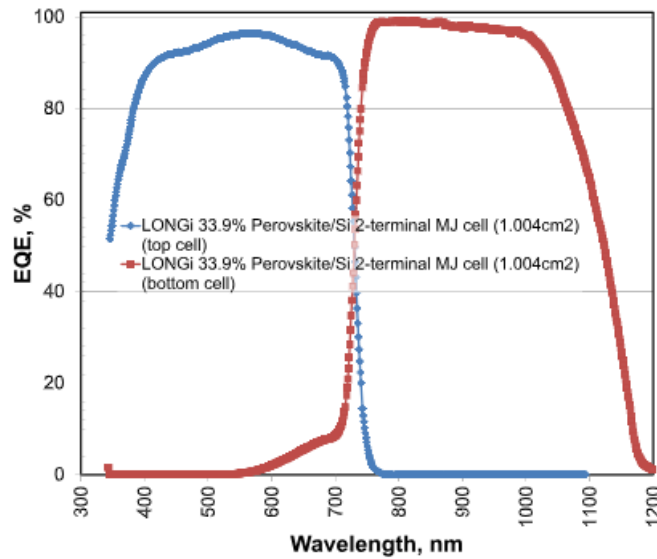 100
80
60
40
20
0
EQE, %
LONGi 33.9% Perovskite/Si 2-terminal MJ cell (1.004cm2)
(top cell)
LONGi 33.9% Perovskite/Si 2-terminal MJ cell (1.004cm2)
(bottom cell)
300
400
500
600
700
800
900
1000
1100
1200
Wavelength, nm